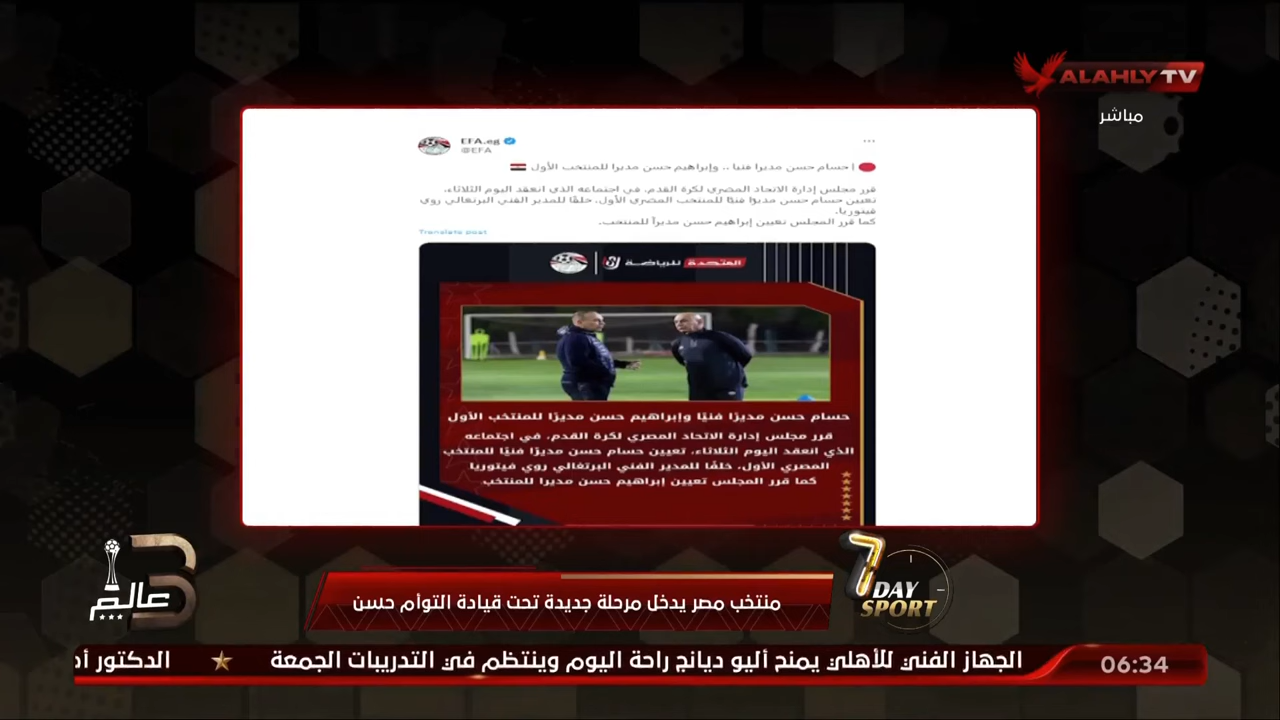 ALAHLY TV
مباشر
EFA.eg
@EFA
| حسام حسن مديرا فنيا .. وإبراهيم حسن مديرا للمنتخب الأول
قرر مجلس إدارة الاتحاد المصري لكرة القدم، في اجتماعه الذي انعقد اليوم الثلاثاء،
تعيين حسام حسن مديرًا فنيًا للمنتخب المصري الأول، خلفًا للمدير الفني البرتغالي روي
فيتوريا.
كما قرر المجلس تعيين إبراهيم حسن مديرآ للمنتخب.
Translate post
المتحدة للرياضة
حسام حسن مديرًا فنيًا وإبراهيم حسن مديرًا للمنتخب الأول
قرر مجلس إدارة الاتحاد المصري لكرة القدم، في اجتماعه
الذي انعقد اليوم الثلاثاء، تعيين حسام حسن مديرًا فنيًا للمنتخب
المصري الأول، خلفًا للمدير الفني البرتغالي روي فيتوريا
كما قرر المجلس تعيين إبراهيم حسن مديرا للمنتخب
عالم 3
منتخب مصر يدخل مرحلة جديدة تحت قيادة التوأم حسن
7 DAY
SPORT
الجهاز الفني للأهلي يمنح أليو ديانج راحة اليوم وينتظم في التدريبات الجمعة ★ الدكتور أح
06:34